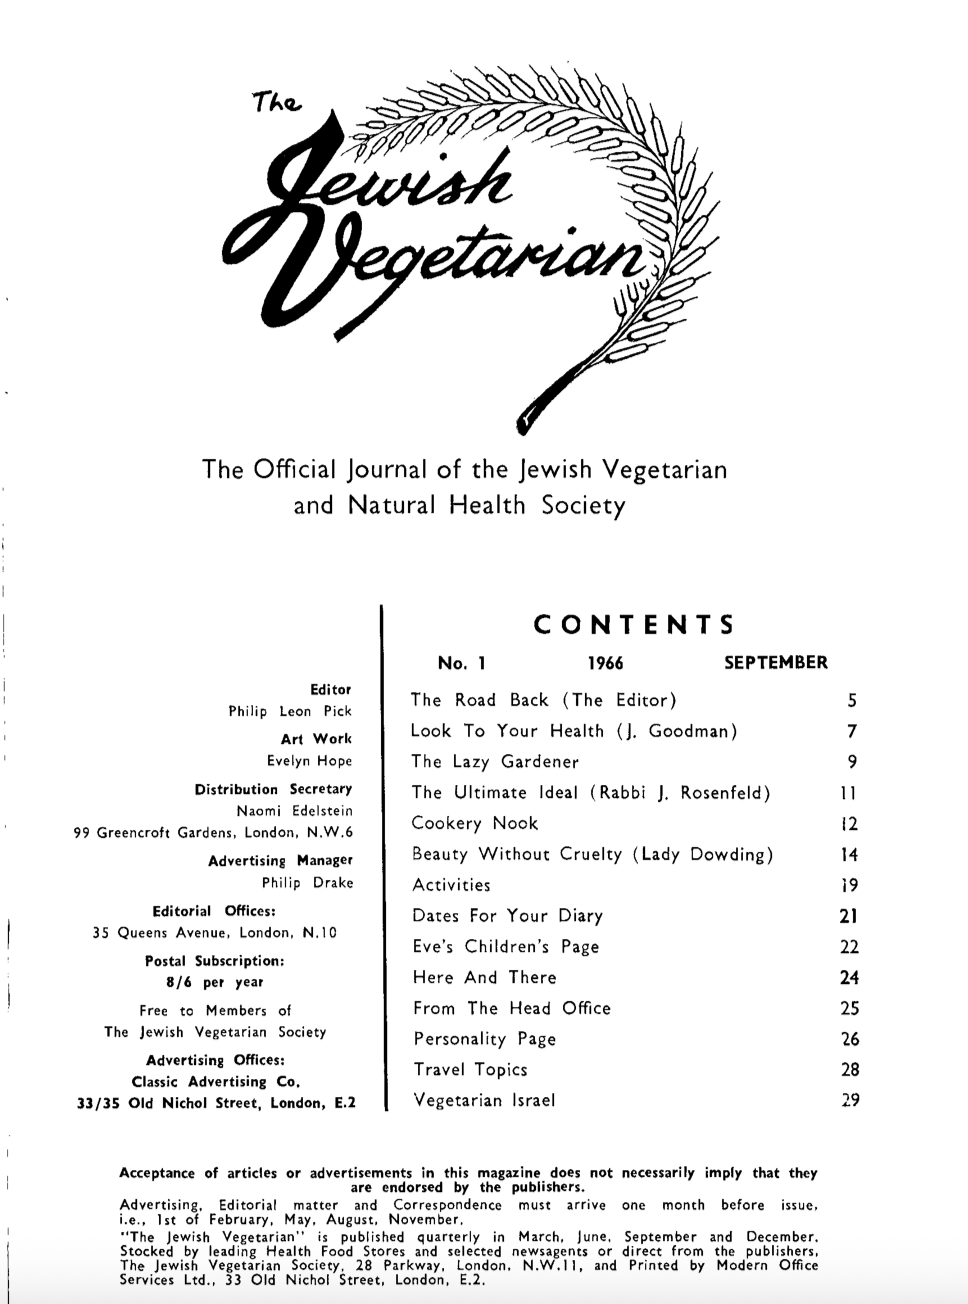 The
Jewish
Vegetarian
The Official Journal of the Jewish Vegetarian
and Natural Health Society
Editor
Philip Leon Pick
Art Work
Evelyn Hope
Distribution Secretary
Naomi Edelstein
99 Greencroft Gardens, London, N.W.6
Advertising Manager
Philip Drake
Editorial Offices:
35 Queens Avenue, London, N.10
Postal Subscription:
8/6 per year
Free to Members of
The Jewish Vegetarian Society
Advertising Offices:
Classic Advertising Co.
33/35 Old Nichol Street, London, E.2
CONTENTS
No. 1 1966 SEPTEMBER
The Road Back (The Editor) 5
Look To Your Health (J. Goodman) 7
The Lazy Gardener 9
The Ultimate Ideal (Rabbi J. Rosenfeld) 11
Cookery Nook 12
Beauty Without Cruelty (Lady Dowding) 14
Activities 19
Dates For Your Diary 21
Eve's Children's Page 22
Here And There 24
From The Head Office 25
Personality Page 26
Travel Topics 28
Vegetarian Israel 29
Acceptance of articles or advertisements in this magazine does not necessarily imply that they
are endorsed by the publishers.
Advertising, Editorial matter and Correspondence must arrive one month before issue,
i.e., 1st of February, May, August, November.
"The Jewish Vegetarian" is published quarterly in March, June, September and December.
Stocked by leading Health Food Stores and selected newsagents or direct from the publishers,
The Jewish Vegetarian Society, 28 Parkway, London, N.W.11, and Printed by Modern Office
Services Ltd., 33 Old Nichol Street, London, E.2.